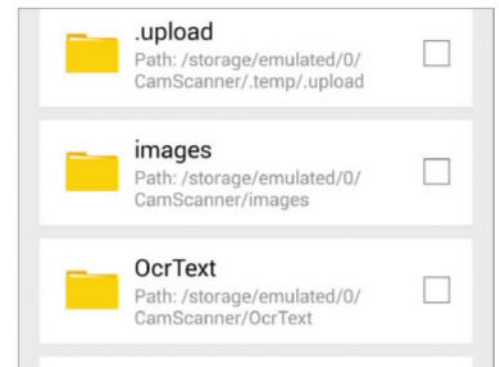 .upload
Path: /storage/emulated/0/
CamScanner/.temp/.upload
images
Path: /storage/emulated/0/
CamScanner/images
OcrText
Path: /storage/emulated/0/
CamScanner/OcrText